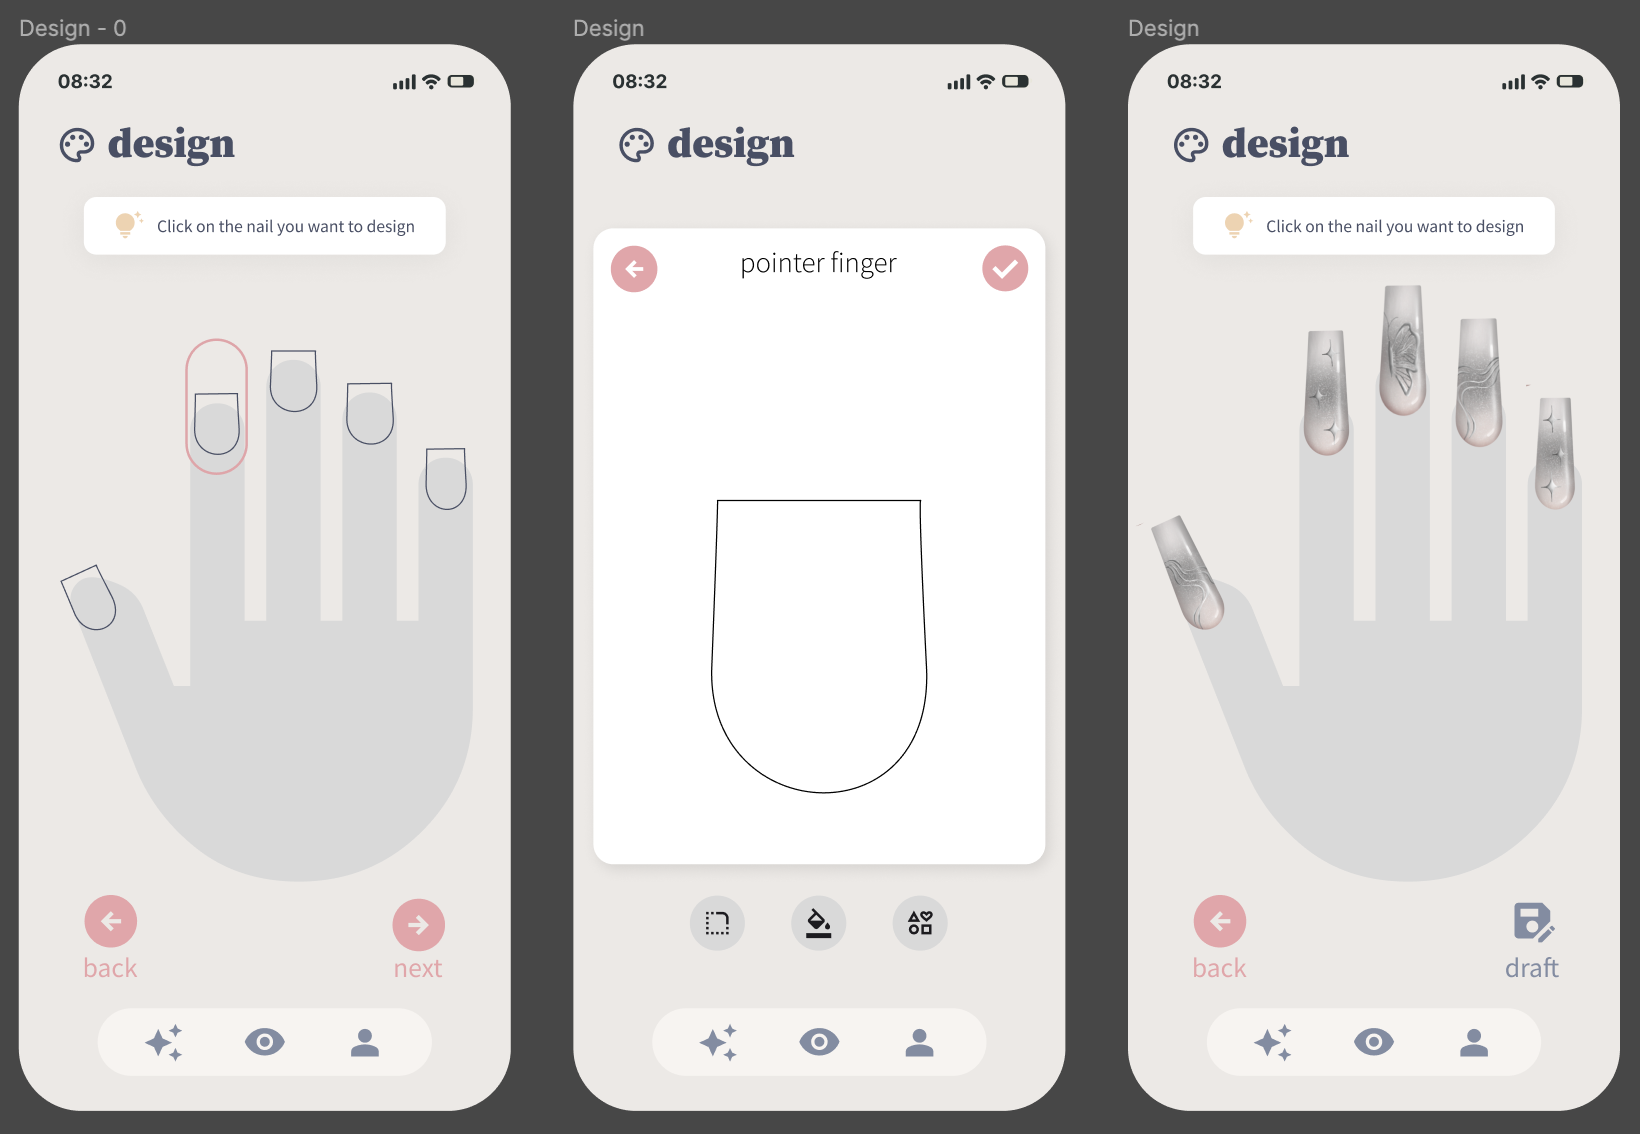 Design - 0
08:32
design
Click on the nail you want to design
back
next
Design
08:32
design
pointer finger
Design
08:32
design
Click on the nail you want to design
back
draft